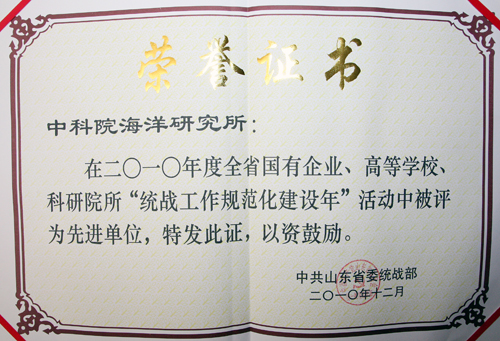 荣誉证书
中科院海洋研究所：
在二〇一〇年度全省国有企业、高等学校、
科研院所“统战工作规范化建设年”活动中被评
为先进单位，特发此证，以资鼓励。
中共山东省委统战部
二〇一〇年十二月